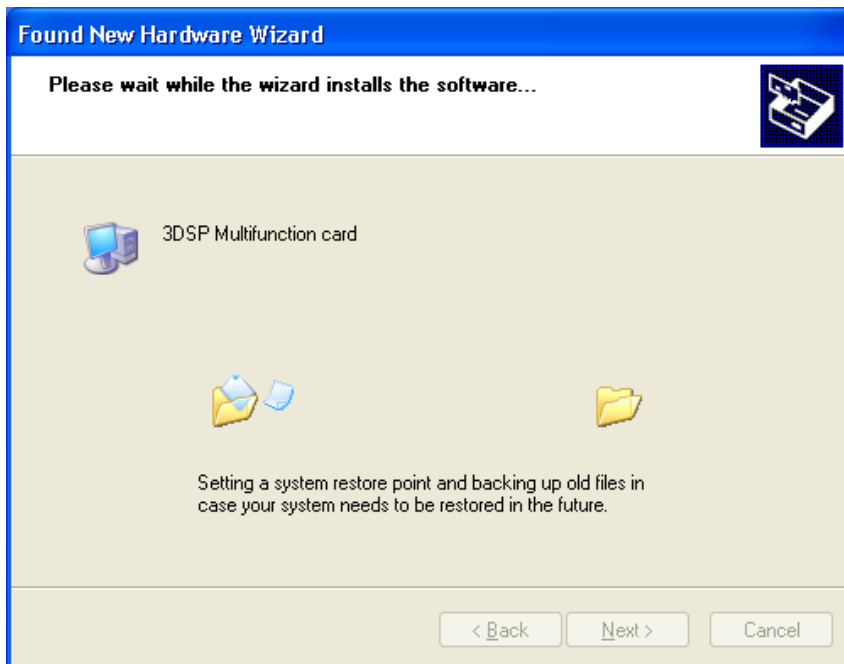 Found New Hardware Wizard
Please wait while the wizard installs the software...
3DSP Multifunction card
Setting a system restore point and backing up old files in
case your system needs to be restored in the future.
< Back Next > Cancel